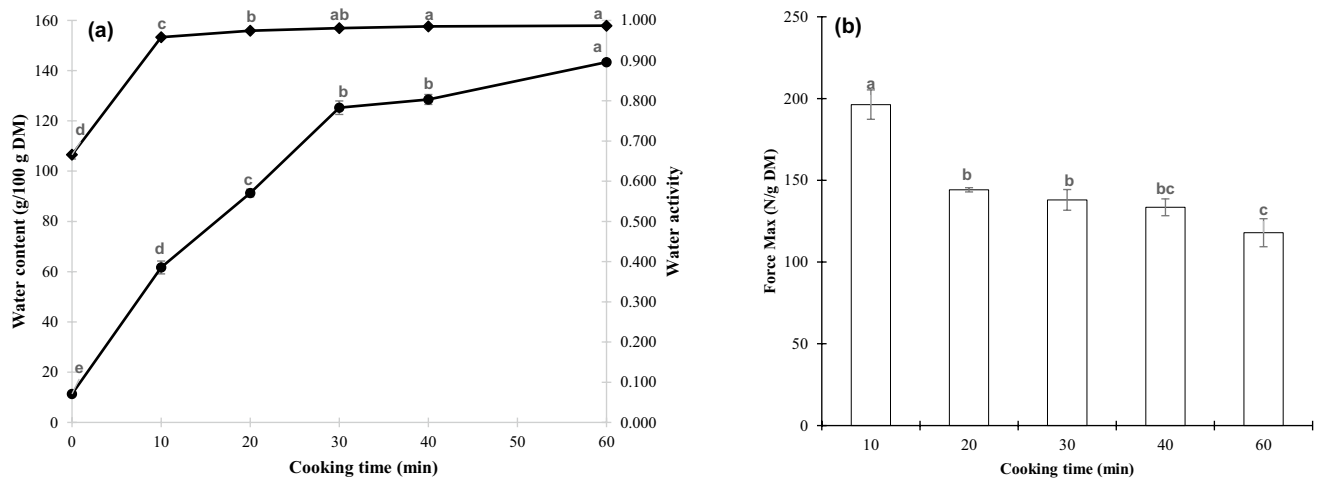 (a)
Water content (g/100 g DM)
160
140
120
100
80
60
40
20
0
d
c
b
ab
a
a
e
d
c
b
b
a
1.000
0.900
0.800
0.700
0.600
0.500
0.400
0.300
0.200
0.100
0.000
Water activity
0 10 20 30 40 50 60
Cooking time (min)
(b)
Force Max (N/g DM)
250
200
150
100
50
0
a
b
b
bc
c
10 20 30 40 60
Cooking time (min)